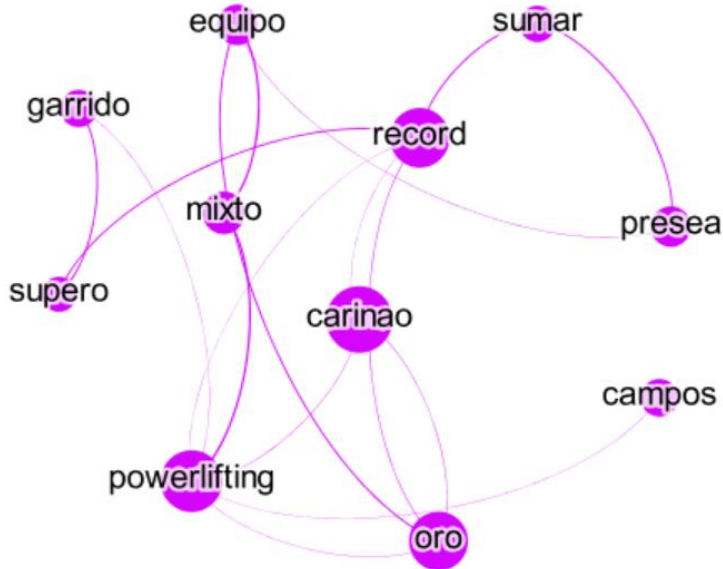 equipo
sumar
garrido
record
mixto
presea
supero
carinao
campos
powerlifting
oro